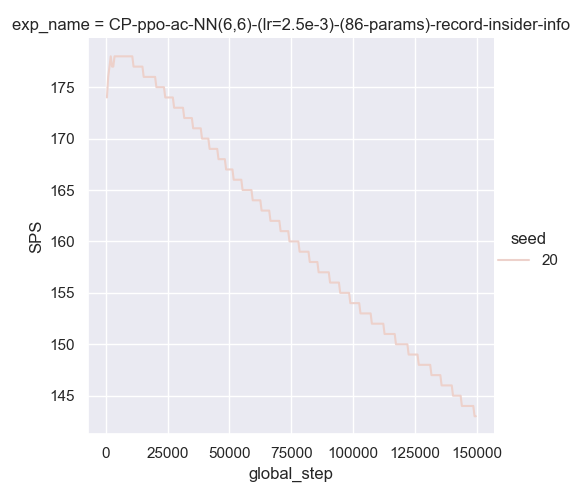 exp_name = CP-ppo-ac-NN(6,6)-(lr=2.5e-3)-(86-params)-record-insider-info
175
170
165
160
155
150
145
SPS
0 25000 50000 75000 100000 125000 150000
global_step
seed
20